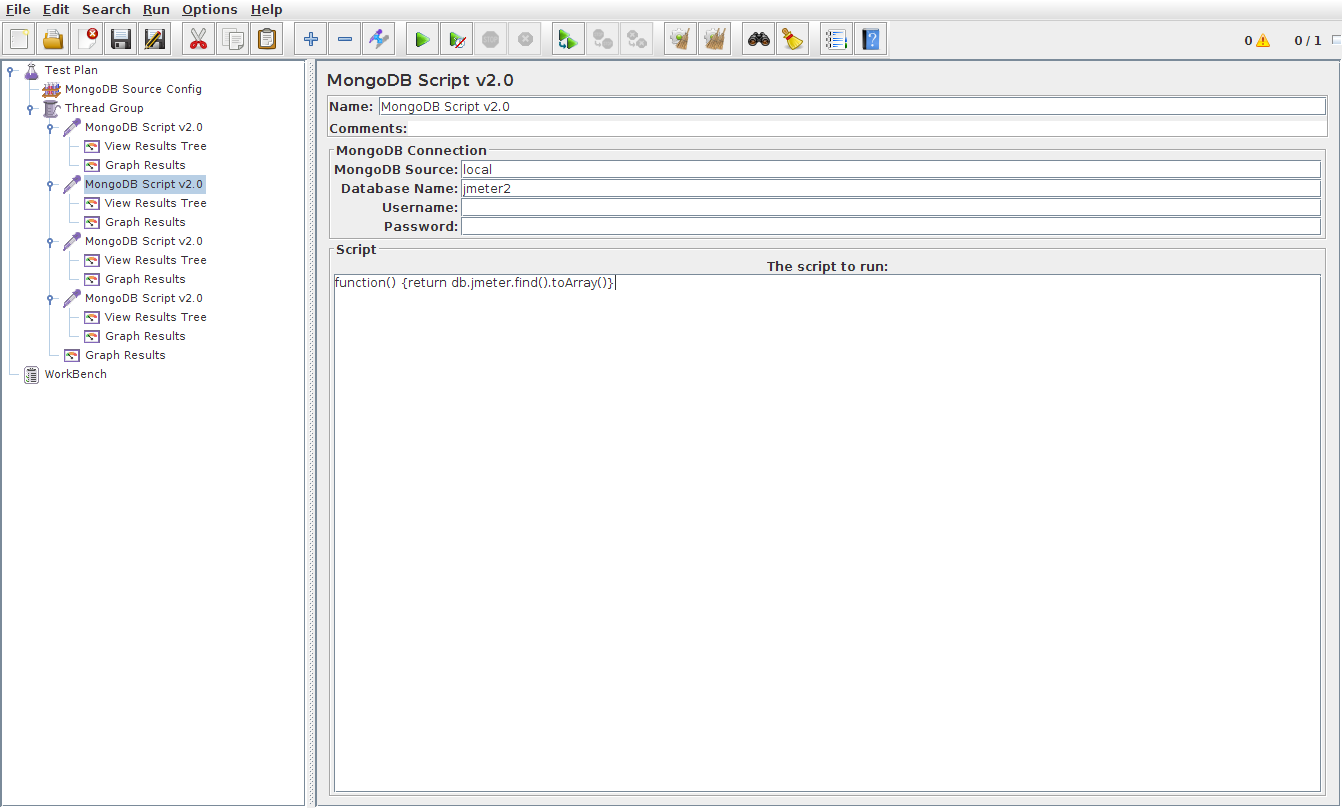 File Edit Search Run Options Help
0 0 / 1
Test Plan
MongoDB Source Config
Thread Group
MongoDB Script v2.0
View Results Tree
Graph Results
MongoDB Script v2.0
View Results Tree
Graph Results
MongoDB Script v2.0
View Results Tree
Graph Results
MongoDB Script v2.0
View Results Tree
Graph Results
Graph Results
WorkBench
MongoDB Script v2.0
Name: MongoDB Script v2.0
Comments:
MongoDB Connection
MongoDB Source: local
Database Name: jmeter2
Username:
Password:
Script
The script to run:
function() {return db.jmeter.find().toArray()}